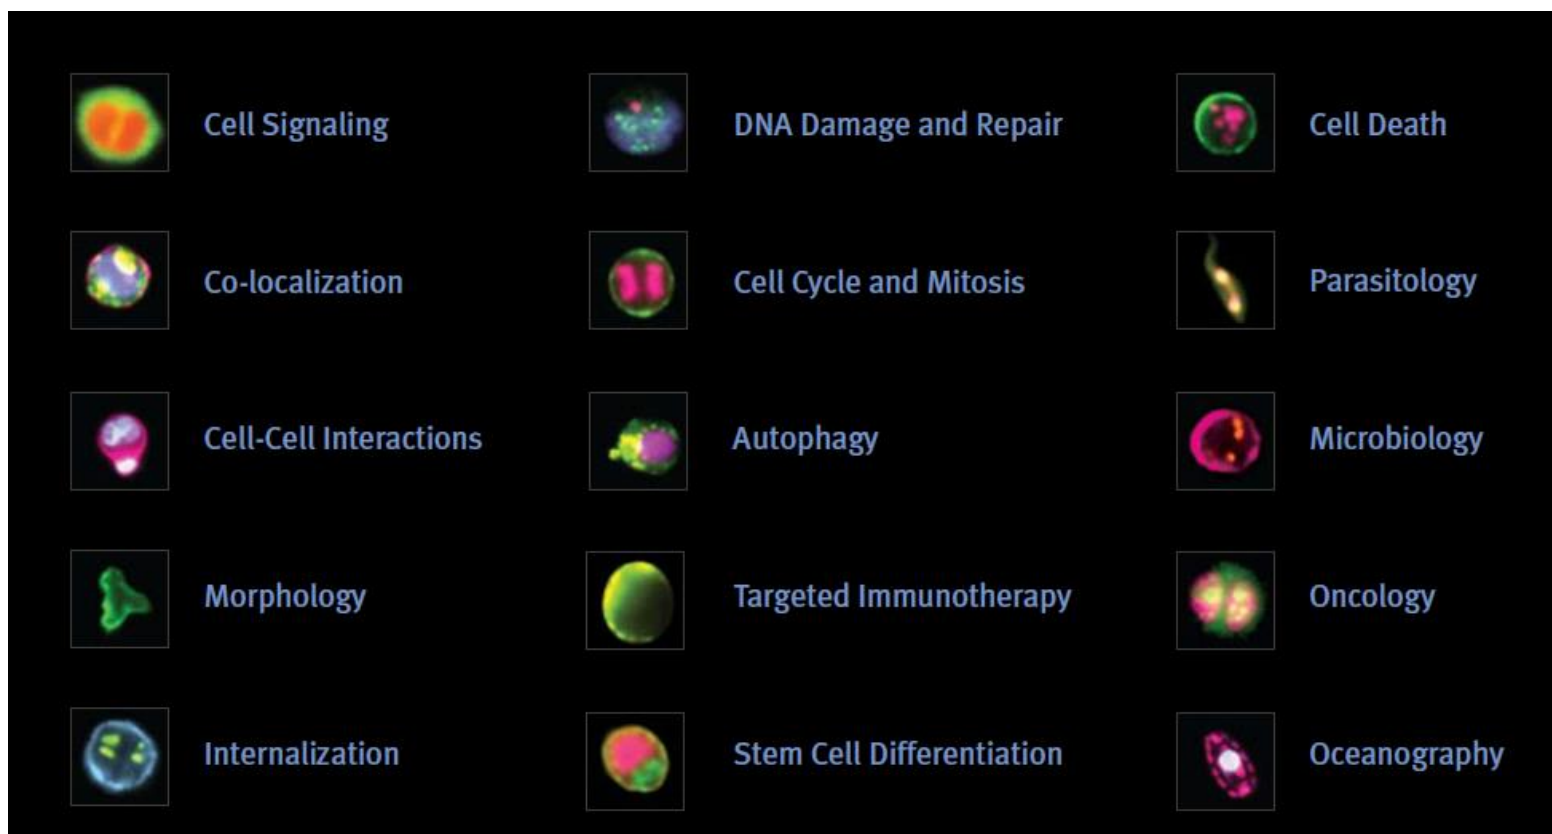 Cell Signaling
DNA Damage and Repair
Cell Death
Co-localization
Cell Cycle and Mitosis
Parasitology
Cell-Cell Interactions
Autophagy
Microbiology
Morphology
Targeted Immunotherapy
Oncology
Internalization
Stem Cell Differentiation
Oceanography